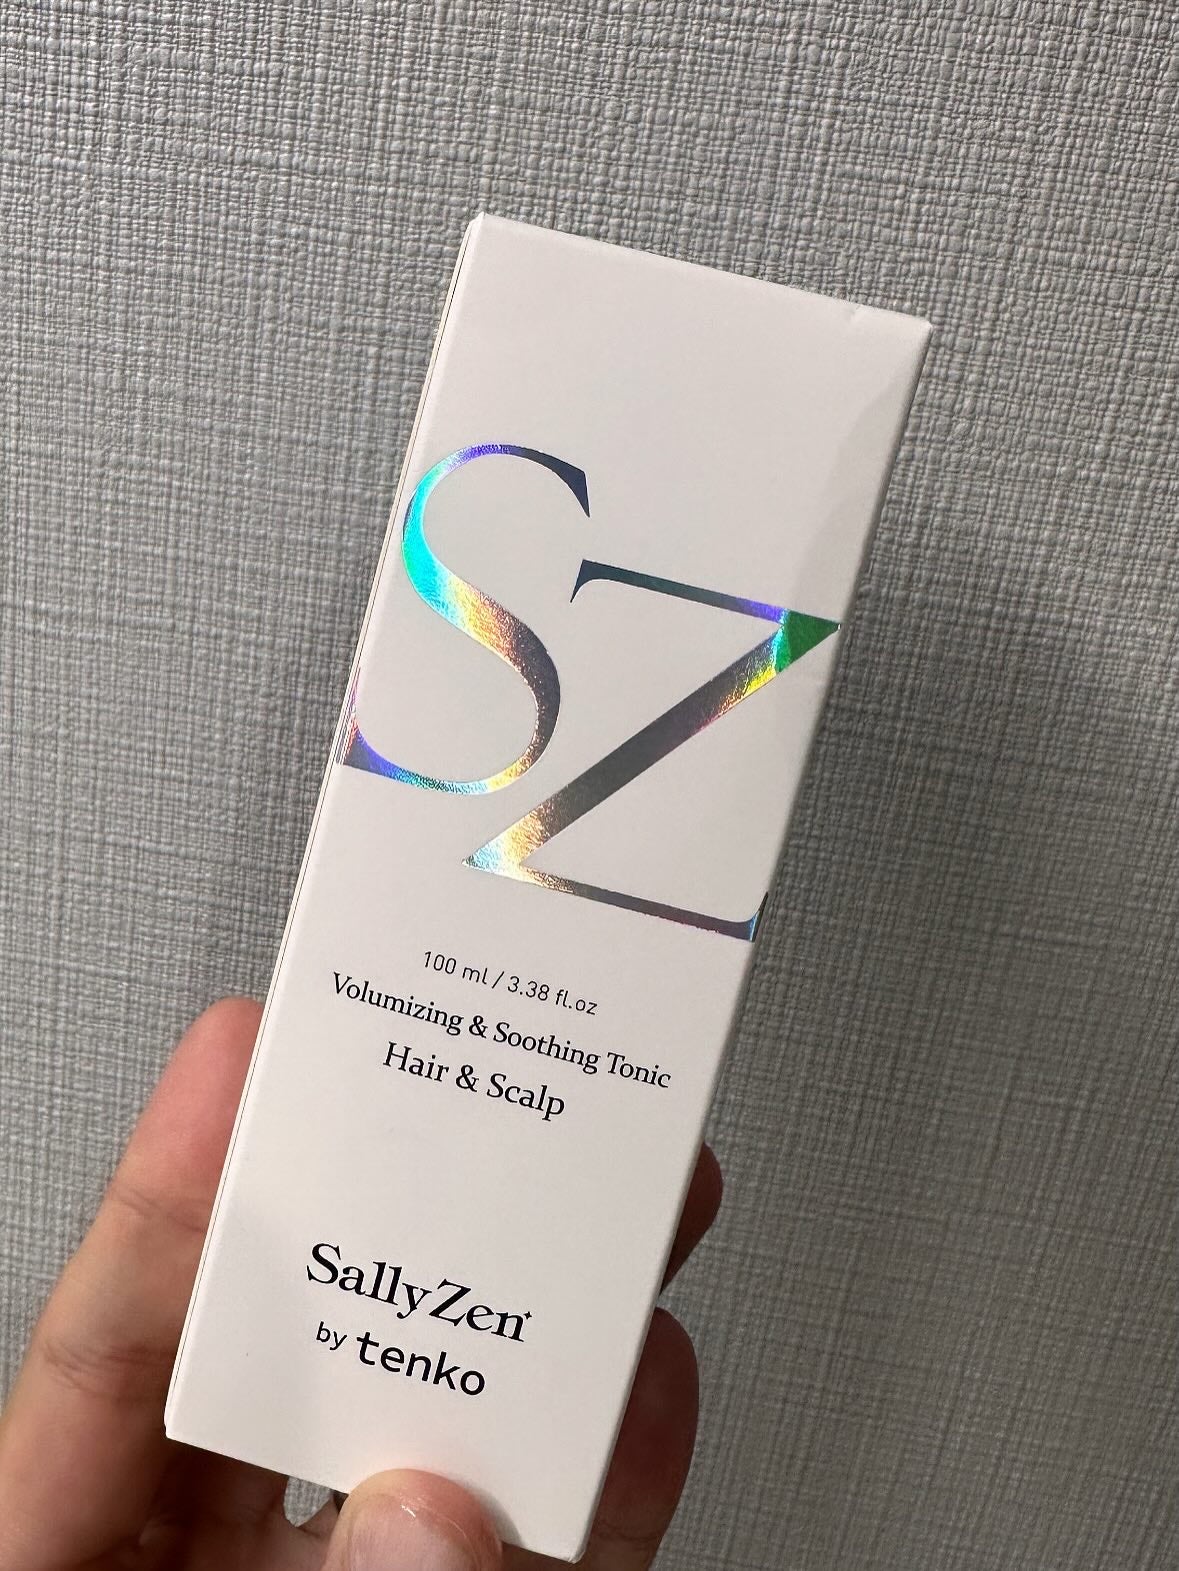 SZ
100 ml / 3.38 fl.oz
Volumizing & Soothing Tonic
Hair & Scalp
SallyZen
by tenko